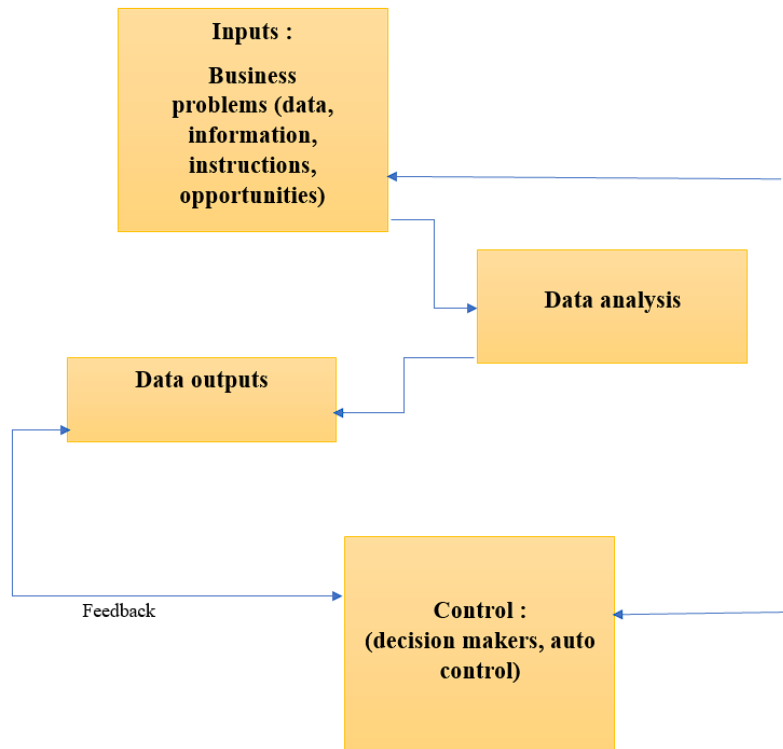 Inputs :
Business
problems (data,
information,
instructions,
opportunities)
Data analysis
Data outputs
Feedback
Control :
(decision makers, auto
control)